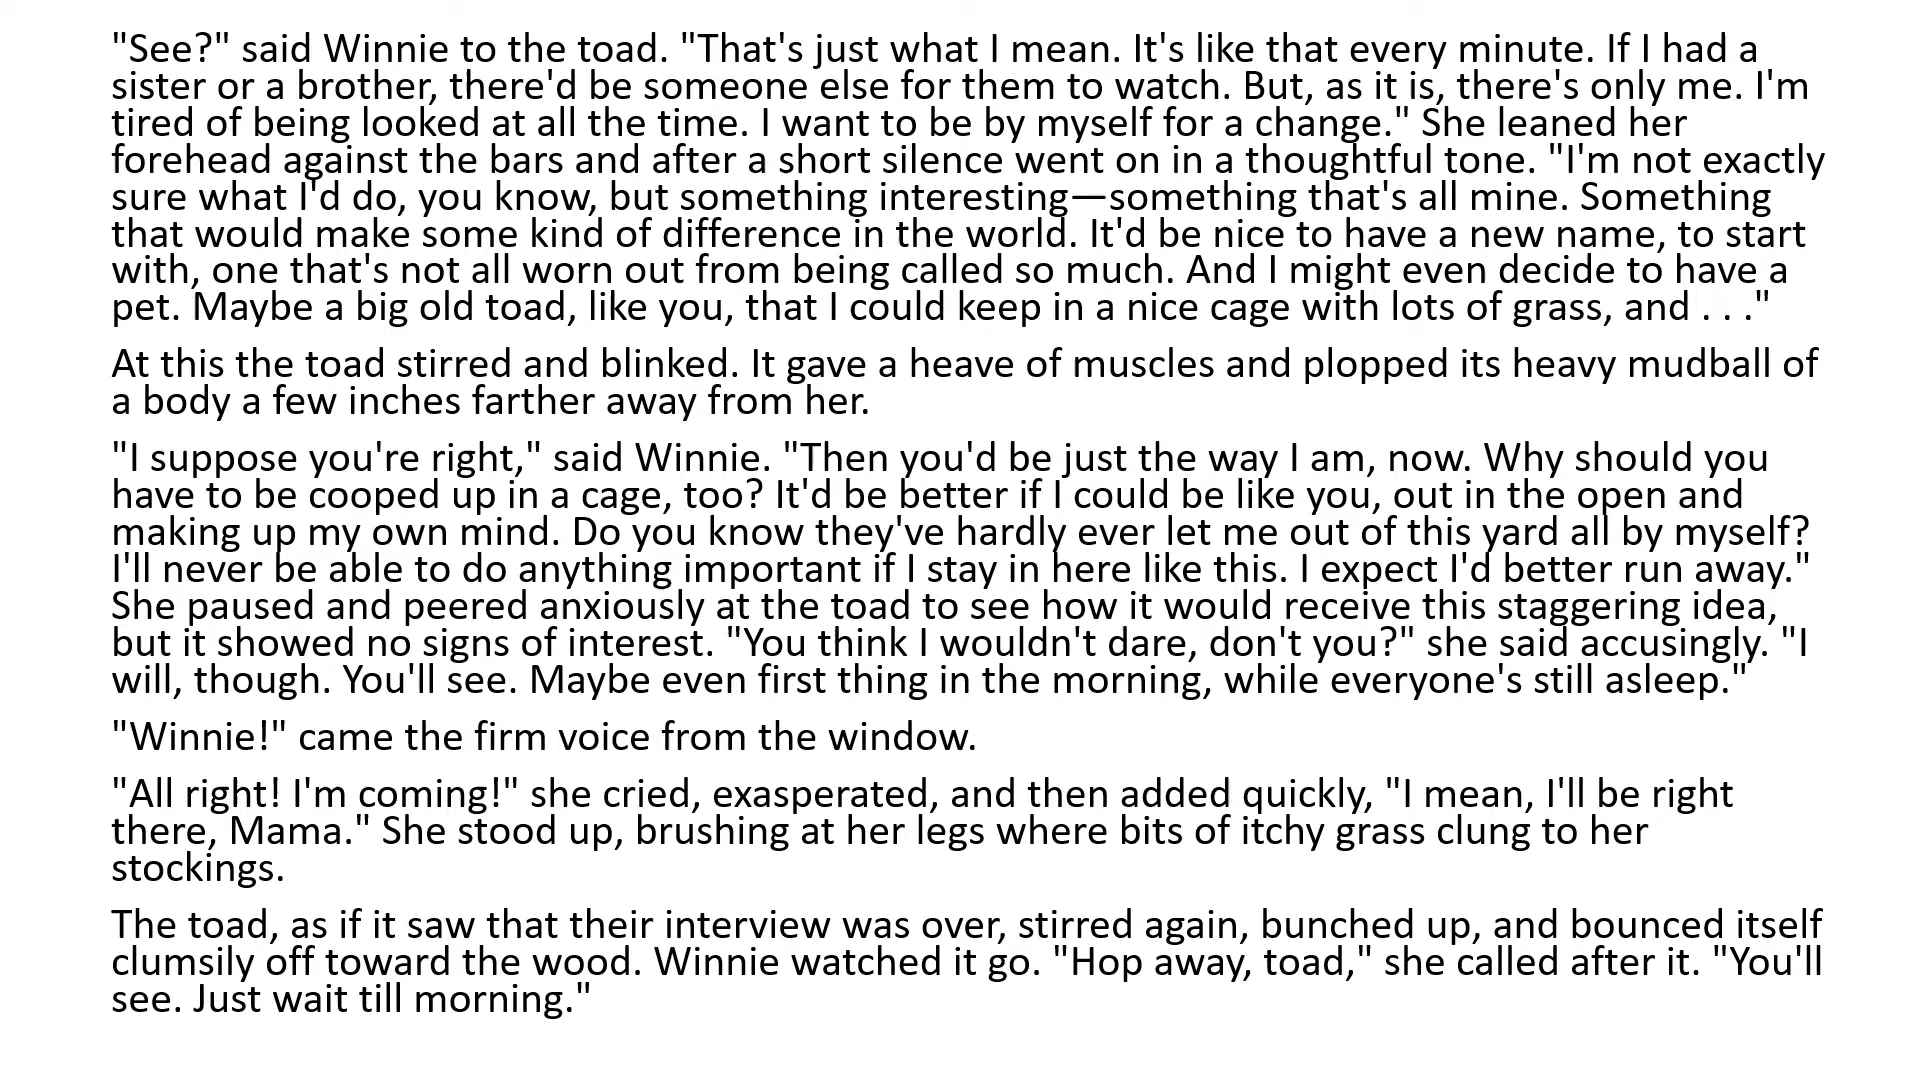 "See?" said Winnie to the toad. "That's just what I mean. It's like that every minute. If I had a
sister or a brother, there'd be someone else for them to watch. But, as it is, there's only me. I'm
tired of being looked at all the time. I want to be by myself for a change." She leaned her
forehead against the bars and after a short silence went on in a thoughtful tone. "I'm not exactly
sure what I'd do, you know, but something interesting—something that's all mine. Something
that would make some kind of difference in the world. It'd be nice to have a new name, to start
with, one that's not all worn out from being called so much. And I might even decide to have a
pet. Maybe a big old toad, like you, that I could keep in a nice cage with lots of grass, and . . ."
At this the toad stirred and blinked. It gave a heave of muscles and plopped its heavy mudball of
a body a few inches farther away from her.
"I suppose you're right," said Winnie. "Then you'd be just the way I am, now. Why should you
have to be cooped up in a cage, too? It'd be better if I could be like you, out in the open and
making up my own mind. Do you know they've hardly ever let me out of this yard all by myself?
I'll never be able to do anything important if I stay in here like this. I expect I'd better run away."
She paused and peered anxiously at the toad to see how it would receive this staggering idea,
but it showed no signs of interest. "You think I wouldn't dare, don't you?" she said accusingly. "I
will, though. You'll see. Maybe even first thing in the morning, while everyone's still asleep."
"Winnie!" came the firm voice from the window.
"All right! I'm coming!" she cried, exasperated, and then added quickly, "I mean, I'll be right
there, Mama." She stood up, brushing at her legs where bits of itchy grass clung to her
stockings.
The toad, as if it saw that their interview was over, stirred again, bunched up, and bounced itself
clumsily off toward the wood. Winnie watched it go. "Hop away, toad," she called after it. "You'll
see. Just wait till morning."